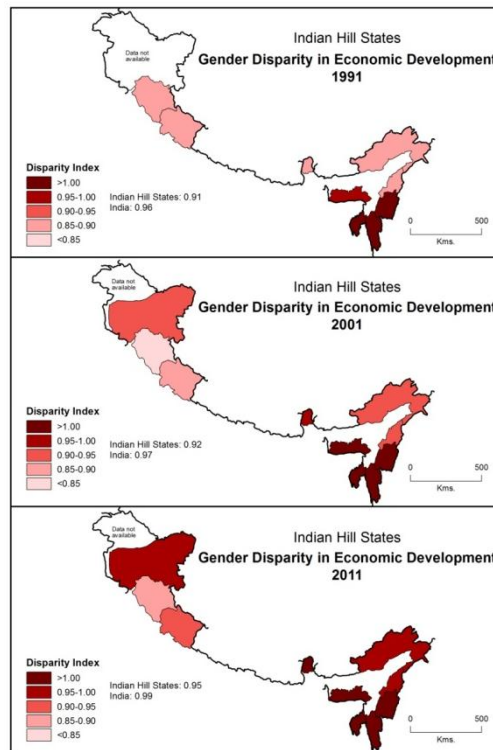 Indian Hill States
Gender Disparity in Economic Development
1991
Data not
available
Disparity Index
>1.00
0.95-1.00
0.90-0.95
0.85-0.90
<0.85
Indian Hill States: 0.91
India: 0.96
0 500
Kms.
Indian Hill States
Gender Disparity in Economic Development
2001
Data not
available
Disparity Index
>1.00
0.95-1.00
0.90-0.95
0.85-0.90
<0.85
Indian Hill States: 0.92
India: 0.97
0 500
Kms.
Indian Hill States
Gender Disparity in Economic Development
2011
Data not
available
Disparity Index
>1.00
0.95-1.00
0.90-0.95
0.85-0.90
<0.85
Indian Hill States: 0.95
India: 0.99
0 500
Kms.